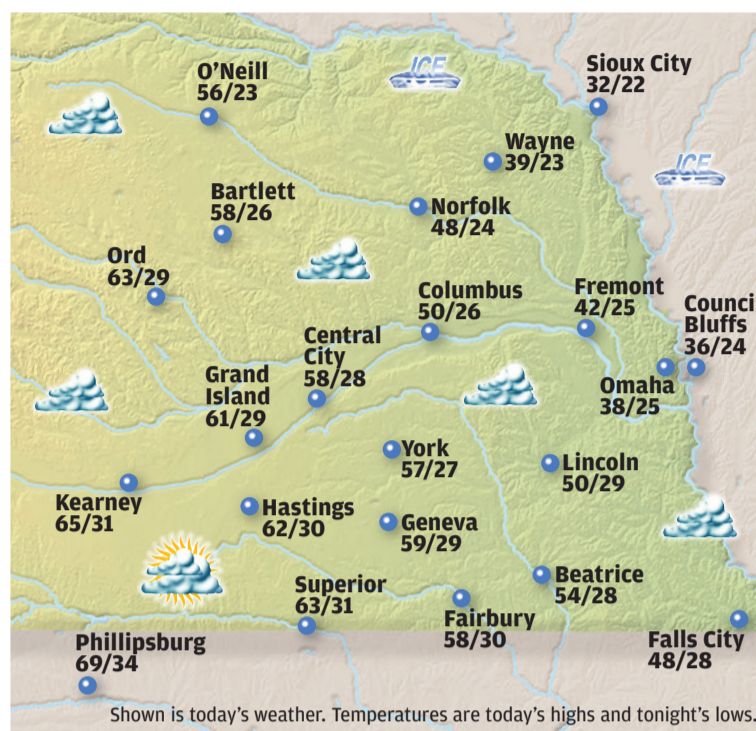 O'Neill
56/23
ICE
Sioux City
32/22
Wayne
39/23
ICE
Bartlett
58/26
Norfolk
48/24
Ord
63/29
Columbus
50/26
Fremont
42/25
Counci
Bluffs
36/24
Central
City
58/28
Grand
Island
61/29
Omaha
38/25
York
57/27
Lincoln
50/29
Kearney
65/31
Hastings
62/30
Geneva
59/29
Superior
63/31
Beatrice
54/28
Fairbury
58/30
Falls City
48/28
Phillipsburg
69/34
Shown is today's weather. Temperatures are today's highs and tonight's lows.